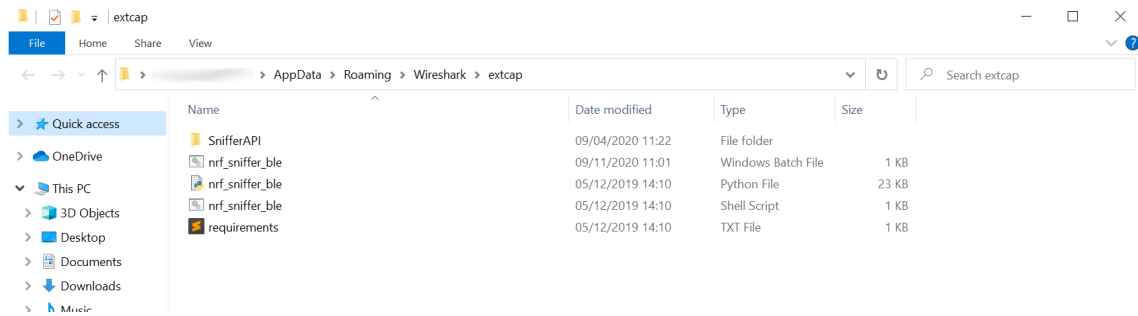 extcap
File Home Share View ?
AppData Roaming Wireshark extcap Search extcap
Name Date modified Type Size
Quick access
OneDrive
This PC
3D Objects
Desktop
Documents
Downloads
Music
SnifferAPI 09/04/2020 11:22 File folder
nrf_sniffer_ble 09/11/2020 11:01 Windows Batch File 1 KB
nrf_sniffer_ble 05/12/2019 14:10 Python File 23 KB
nrf_sniffer_ble 05/12/2019 14:10 Shell Script 1 KB
requirements 05/12/2019 14:10 TXT File 1 KB